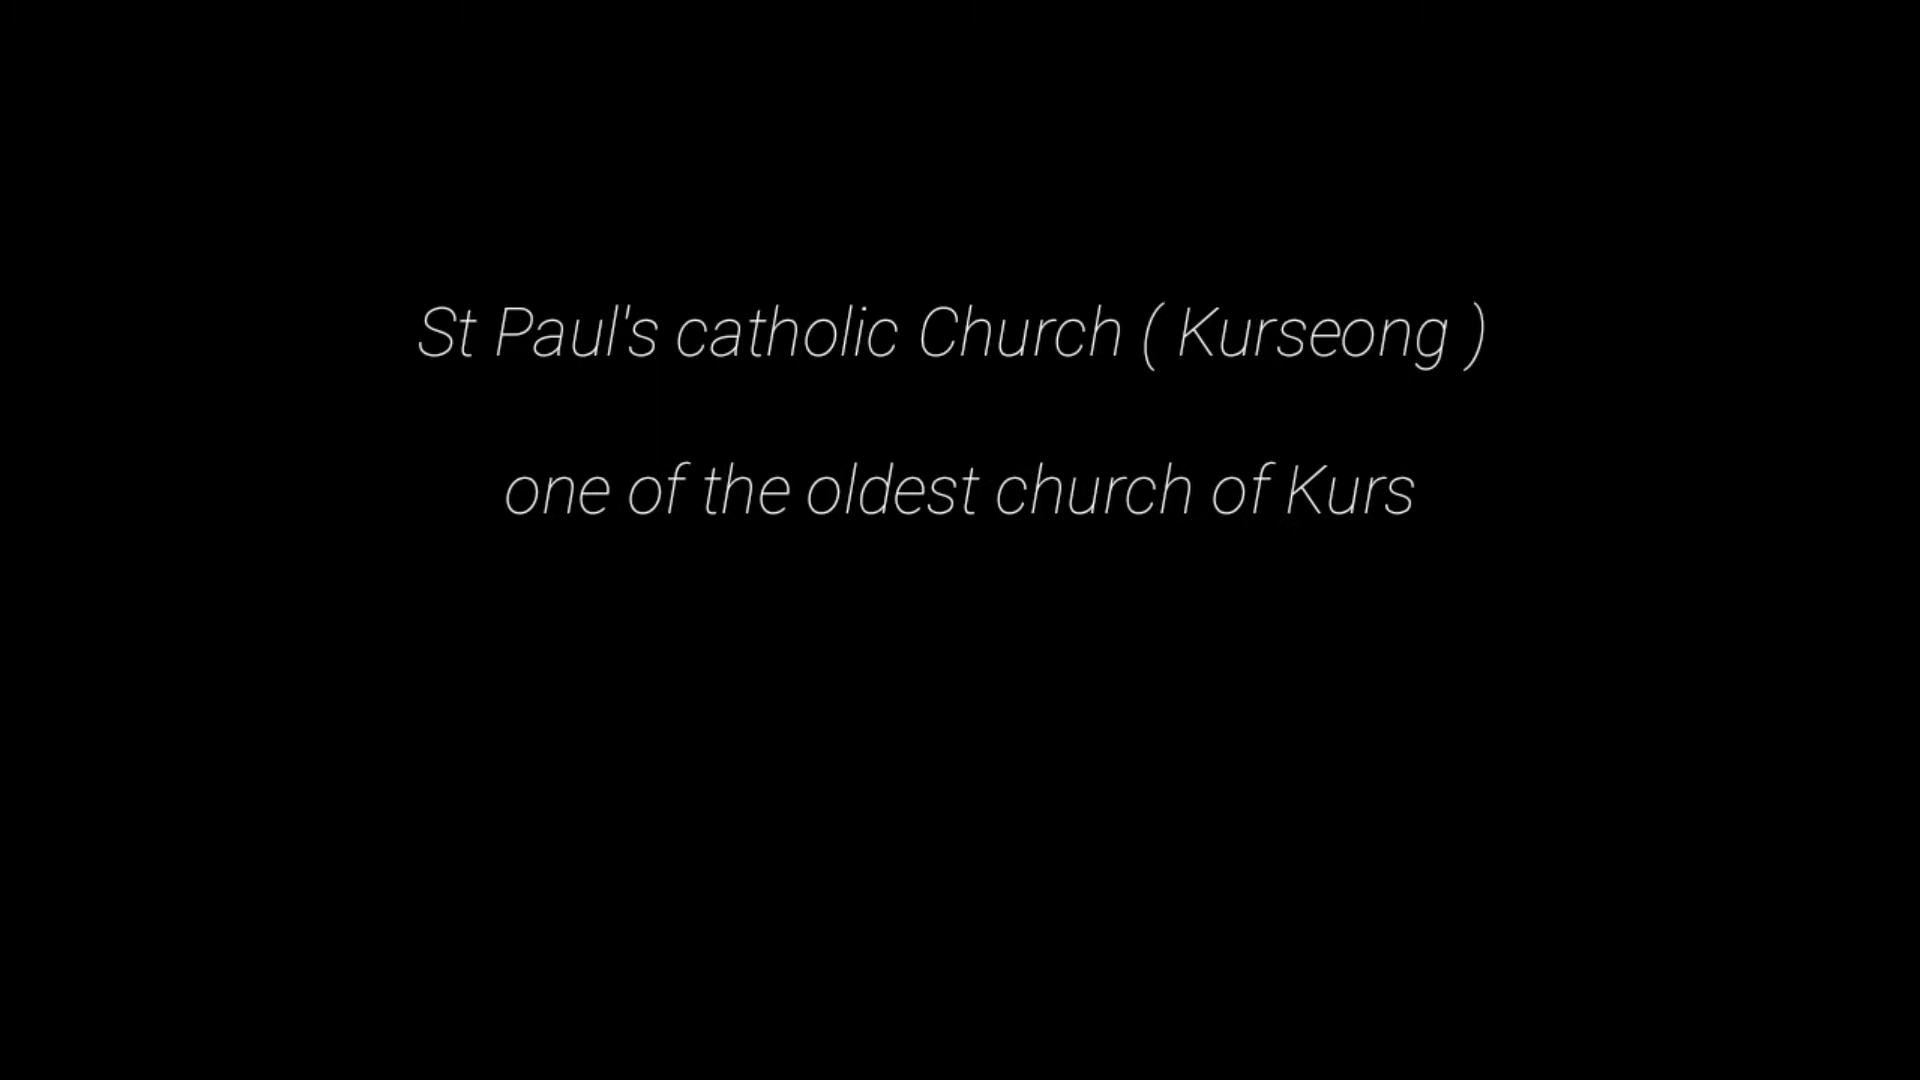 St Paul's catholic Church ( Kurseong )
one of the oldest church of Kurs